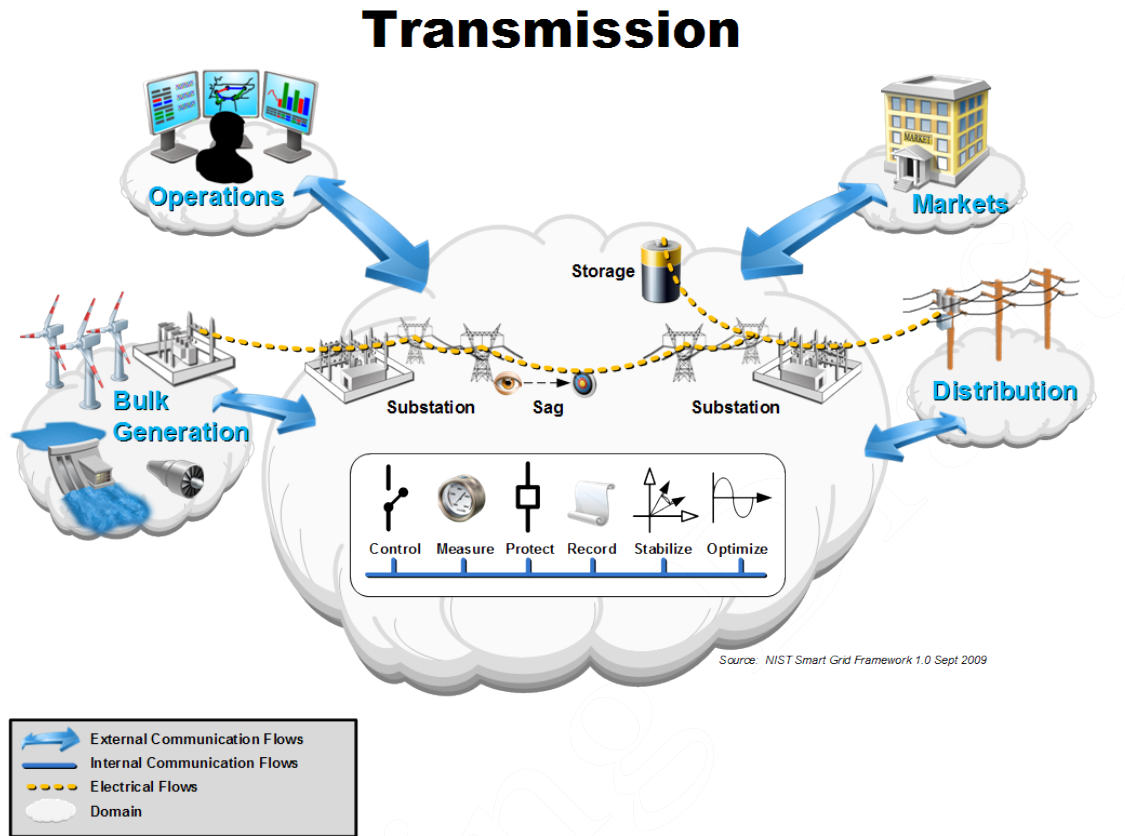 Transmission
Operations
MARKET
Markets
Storage
Bulk
Generation
Substation
Sag
Substation
Distribution
Control
Measure
Protect
Record
Stabilize
Optimize
Source: NIST Smart Grid Framework 1.0 Sept 2009
External Communication Flows
Internal Communication Flows
Electrical Flows
Domain